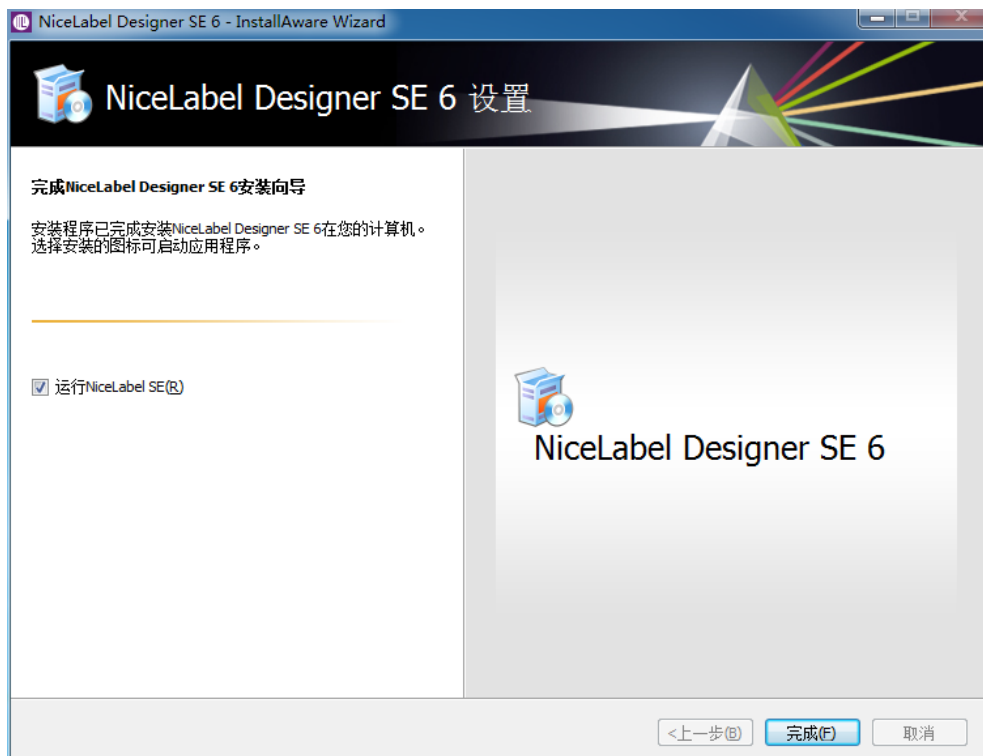 NiceLabel Designer SE 6 - InstallAware Wizard
NiceLabel Designer SE 6 设置
完成NiceLabel Designer SE 6安装向导
安装程序已完成安装NiceLabel Designer SE 6在您的计算机。
选择安装的图标可启动应用程序。
运行NiceLabel SE(R)
NiceLabel Designer SE 6
<上一步(B)
完成(F)
取消